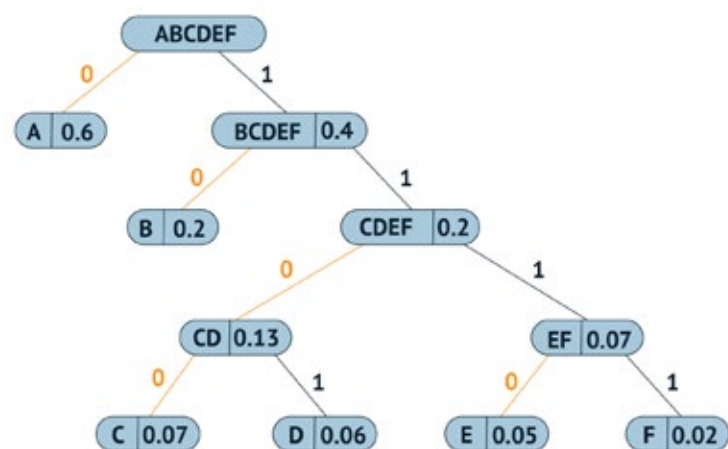 ABCDEF
0 1
A 0.6 BCDEF 0.4
0 1
B 0.2 CDEF 0.2
0 1
CD 0.13 EF 0.07
0 1 0 1
C 0.07 D 0.06 E 0.05 F 0.02